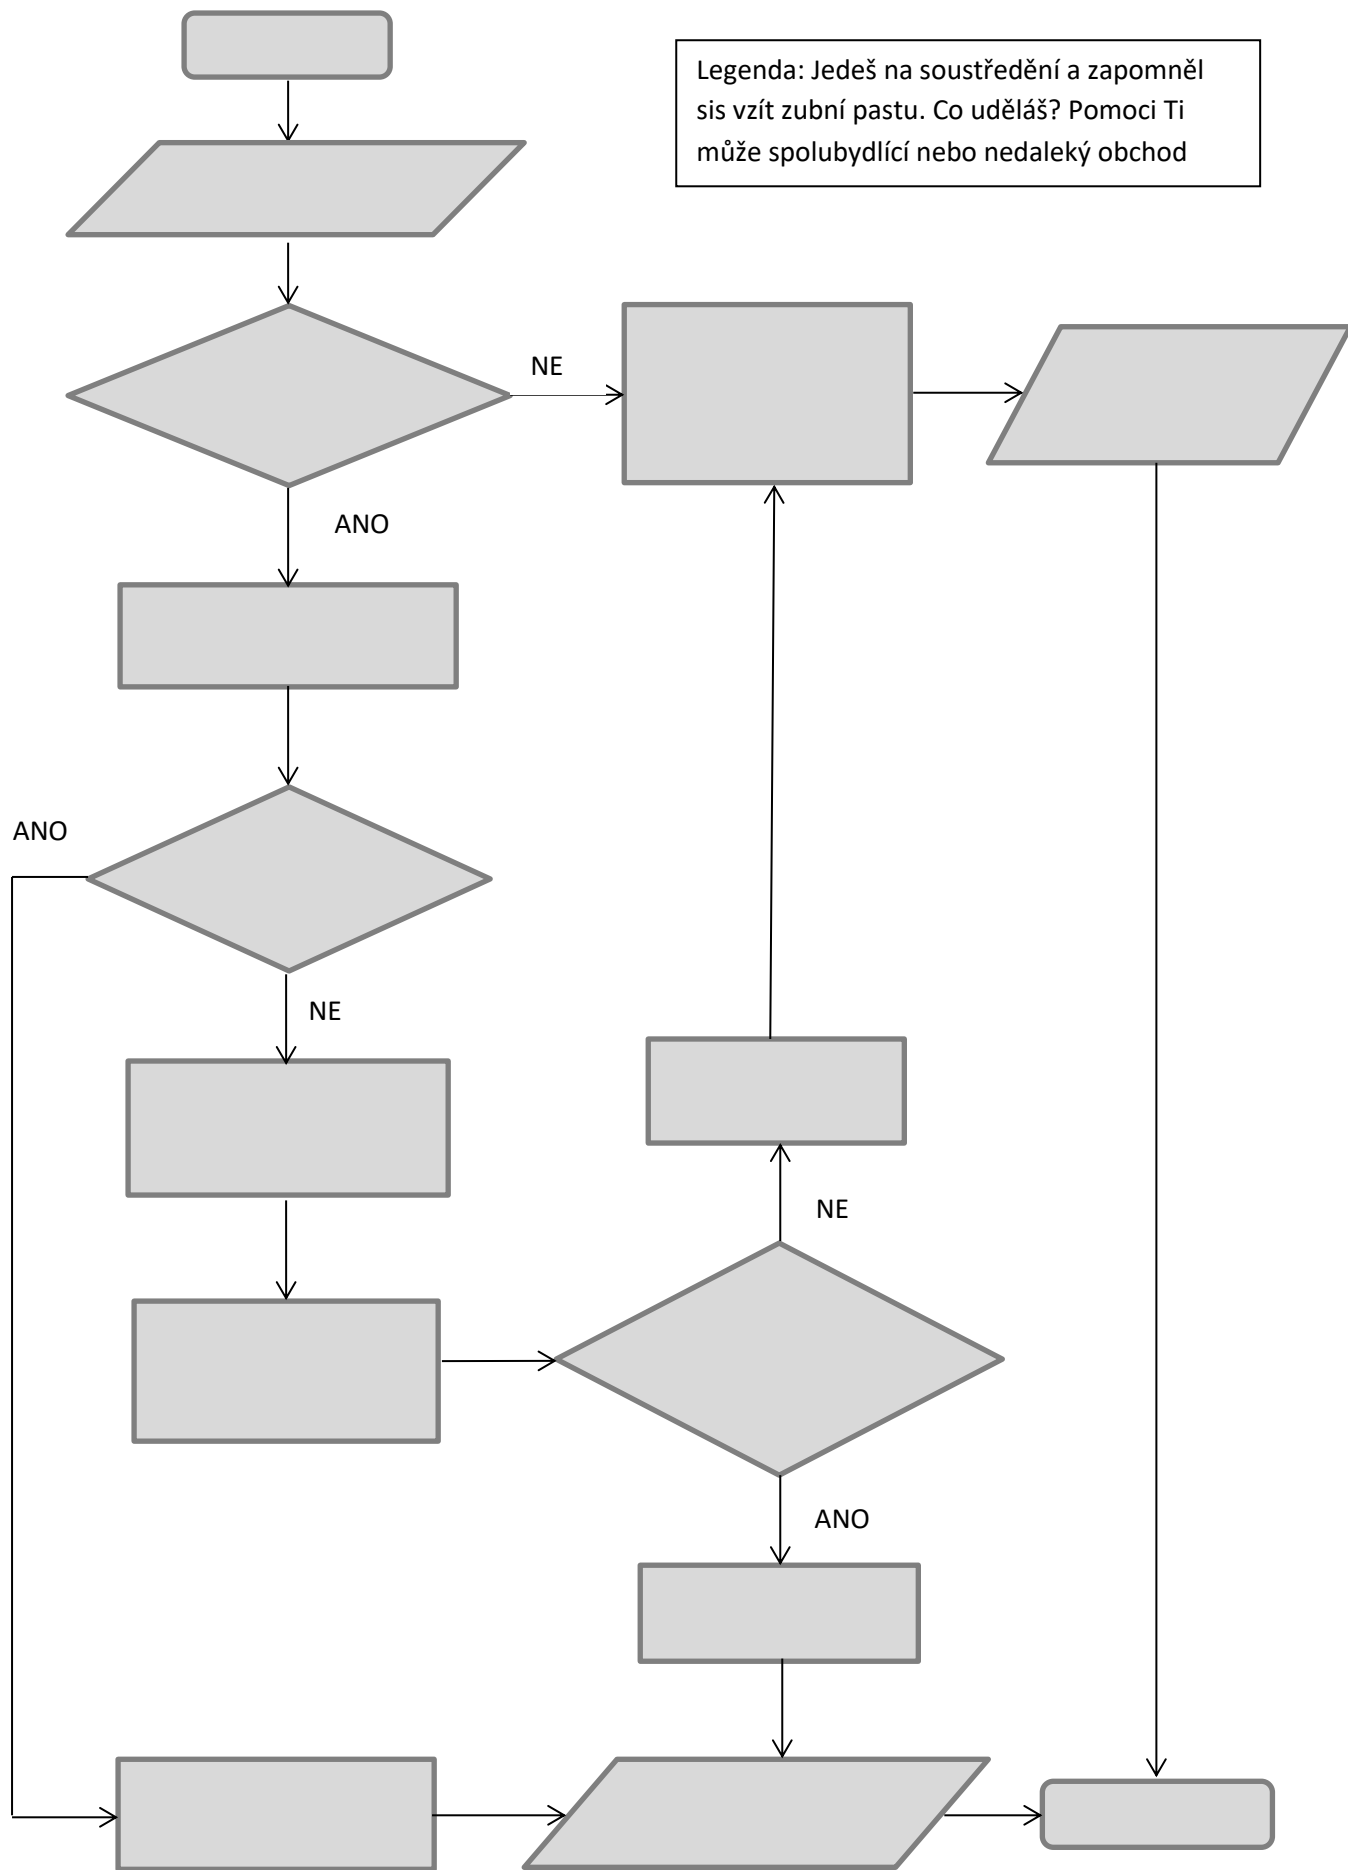 Legenda: Jedeš na soustředění a zapomněl
sis vzít zubní pastu. Co uděláš? Pomoci Ti
může spolubydlící nebo nedaleký obchod
NE
ANO
ANO
NE
NE
ANO